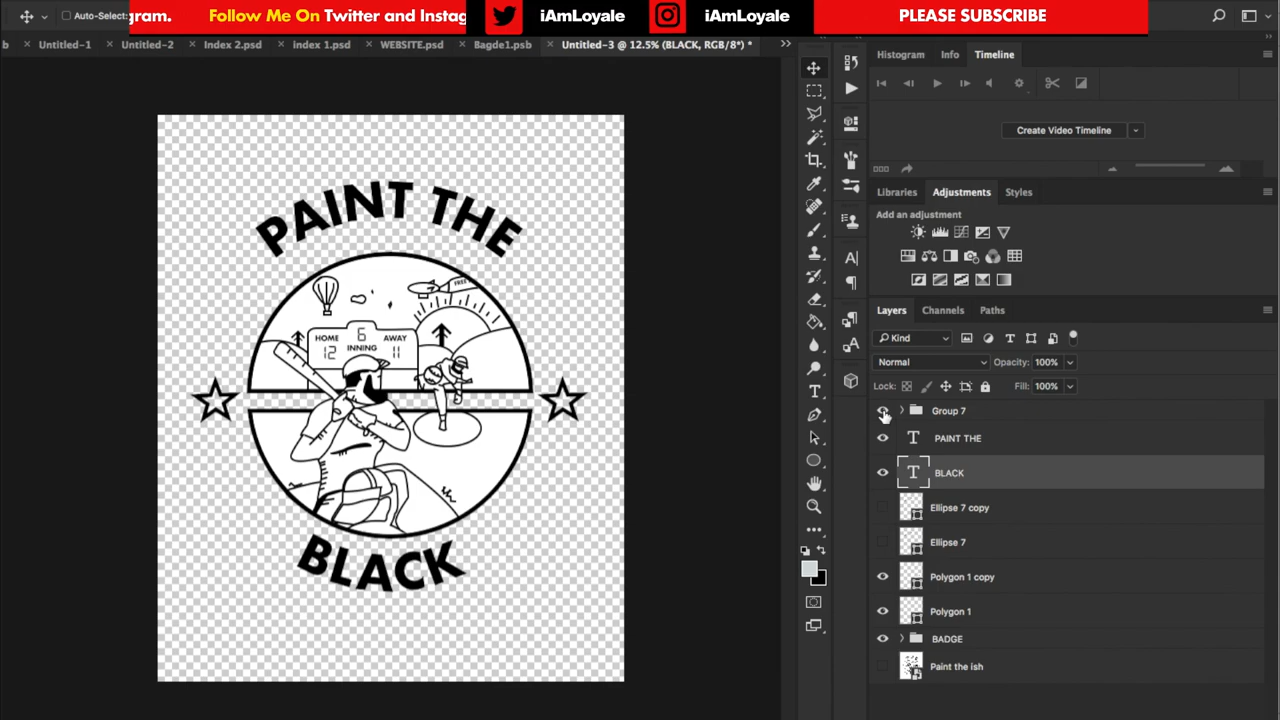 gram.
Follow Me On Twitter and Instag
iAmLoyale
iAmLoyale
PLEASE SUBSCRIBE
Auto-Select:
b
Untitled-1
Untitled-2
Index 2.psd
index 1.psd
WEBSITE.psd
Bagde1.psb
Untitled-3 @ 12.5% (BLACK, RGB/8*) *
Histogram
Info
Timeline
Create Video Timeline
Libraries
Adjustments
Styles
Add an adjustment
Layers
Channels
Paths
Kind
Normal
Opacity: 100%
Lock:
Fill: 100%
Group 7
PAINT THE
BLACK
Ellipse 7 copy
Ellipse 7
Polygon 1 copy
Polygon 1
BADGE
Paint the ish
PAINT THE
FREE
HOME
6
AWAY
12
INNING
11
BLACK